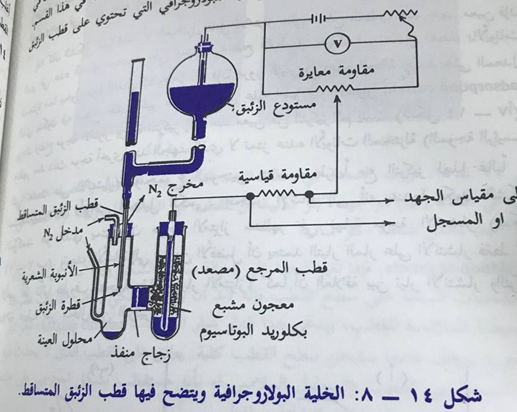 البولاروجرافي التي تحتوي على قطب الزئبق
في هذا القسم
V
مقاومة معايرة
مستودع الزئبق
مقاومة قياسية
مخرج N₂
قطب الزئبق المتساقط
مدخل N₂
مقياس الجهد
او المسجل
الأنبوبة الشعرية
قطب المرجع (مصعد)
قطرة الزئبق
معجون مشبع
بكلوريد البوتاسيوم
محلول العينة
زجاج منفذ
شكل ١٤ – ٨: الخلية البولاروجرافية ويتضح فيها قطب الزئبق المتساقط.